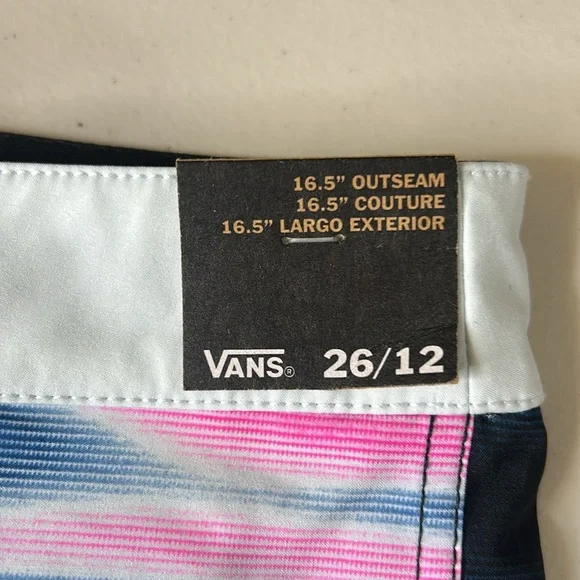 16.5” OUTSEAM
16.5” COUTURE
16.5” LARGO EXTERIOR
VANS® 26/12